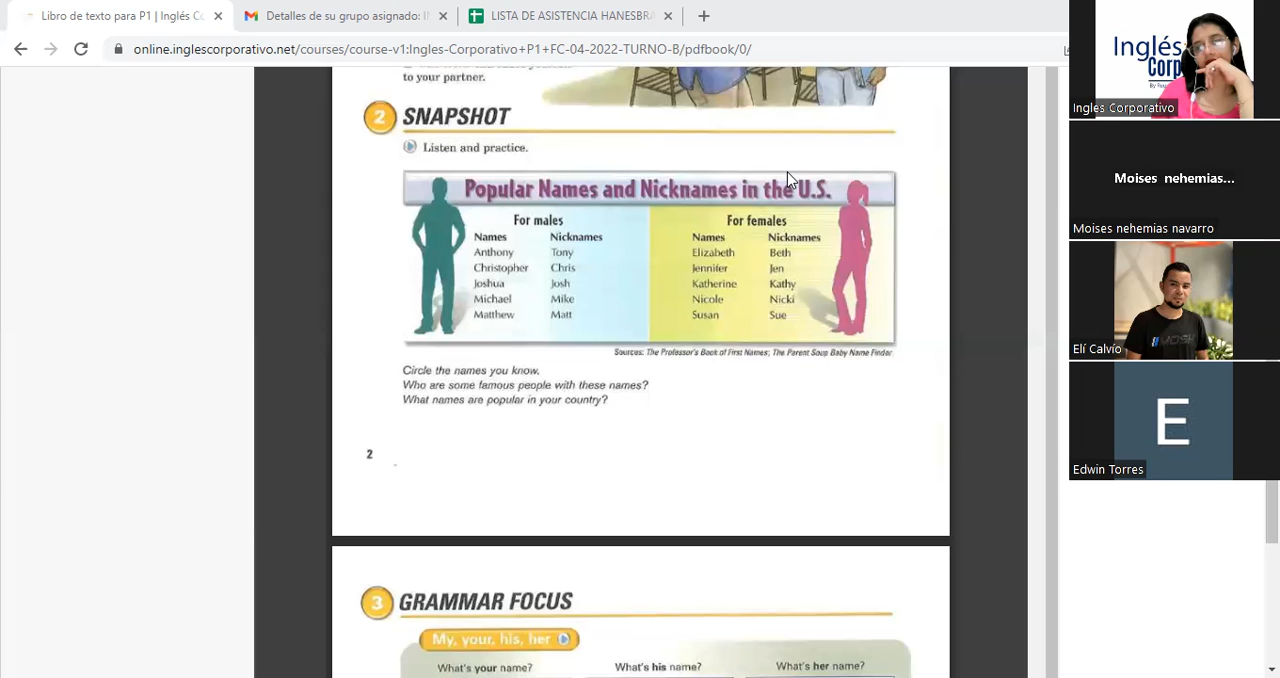 Libro de texto para P1 | Inglés Co
Detalles de su grupo asignado: I
LISTA DE ASISTENCIA HANESBRA
online.inglescorporativo.net/courses/course-v1:Ingles-Corporativo+P1+FC-04-2022-TURNO-B/pdfbook/0/
to your partner.
2 SNAPSHOT
Listen and practice.
Popular Names and Nicknames in the U.S.
For males For females
Names Nicknames Names Nicknames
Anthony Tony Elizabeth Beth
Christopher Chris Jennifer Jen
Joshua Josh Katherine Kathy
Michael Mike Nicole Nicki
Matthew Matt Susan Sue
Sources: The Professor's Book of First Names; The Parent Soup Baby Name Finder
Circle the names you know.
Who are some famous people with these names?
What names are popular in your country?
2
3 GRAMMAR FOCUS
My, your, his, her
What's your name? What's his name? What's her name?
Inglés
Corp
Ingles Corporativo
Moises nehemias...
Moises nehemias navarro
Elí Calvío
E
Edwin Torres